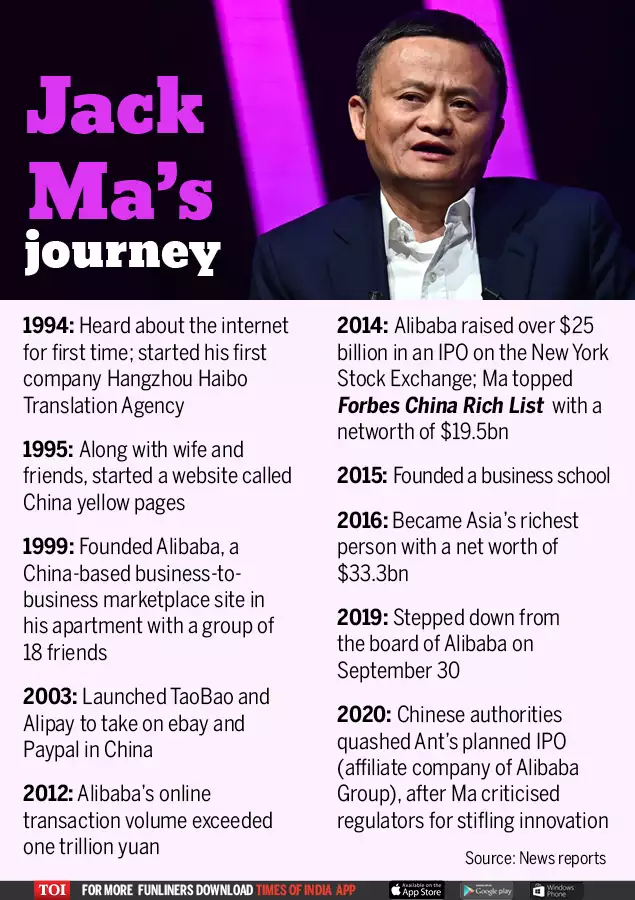 Jack
Ma's
journey
1994: Heard about the internet
for first time; started his first
company Hangzhou Haibo
Translation Agency
1995: Along with wife and
friends, started a website called
China yellow pages
1999: Founded Alibaba, a
China-based business-to-
business marketplace site in
his apartment with a group of
18 friends
2003: Launched TaoBao and
Alipay to take on ebay and
Paypal in China
2012: Alibaba's online
transaction volume exceeded
one trillion yuan
2014: Alibaba raised over $25
billion in an IPO on the New York
Stock Exchange; Ma topped
Forbes China Rich List with a
networth of $19.5bn
2015: Founded a business school
2016: Became Asia's richest
person with a net worth of
$33.3bn
2019: Stepped down from
the board of Alibaba on
September 30
2020: Chinese authorities
quashed Ant's planned IPO
(affiliate company of Alibaba
Group), after Ma criticised
regulators for stifling innovation
Source: News reports
TOI FOR MORE FUNLINERS DOWNLOAD TIMES OF INDIA APP
Available on the
App Store
Google play
Windows
Phone